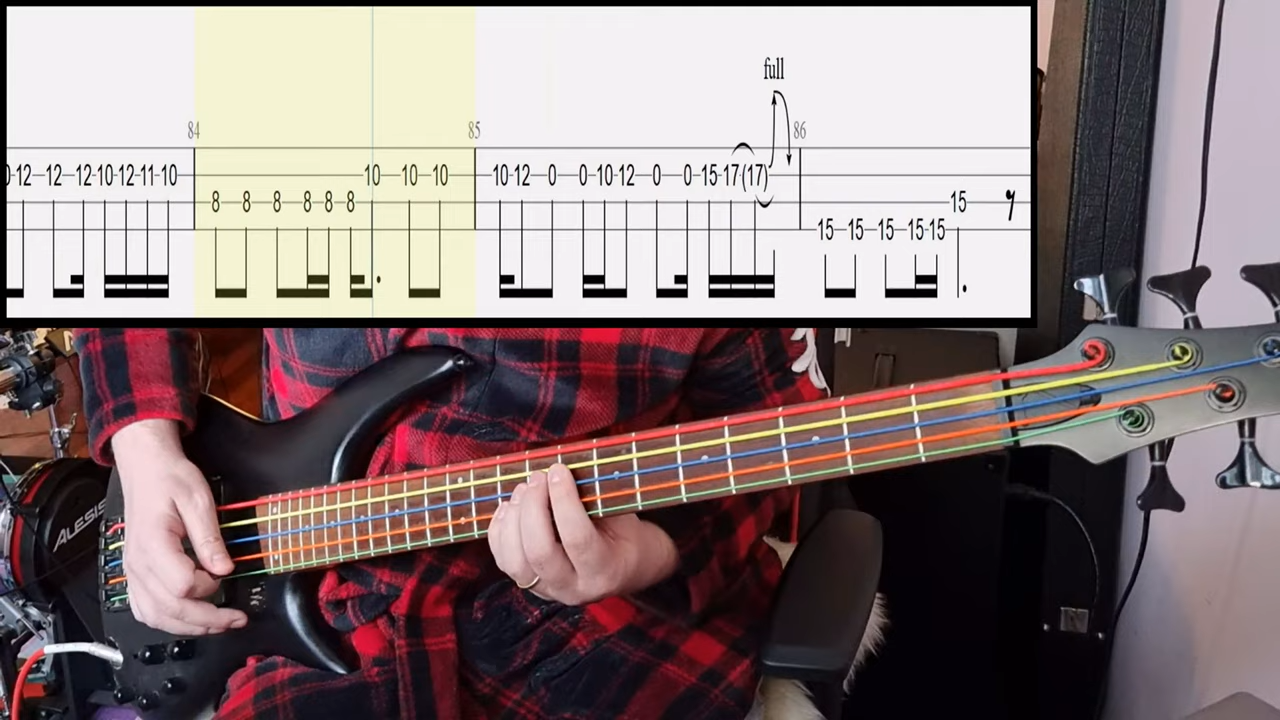 full
84 85 86
0 12 12 12 10 12 11 10 10 10 10 10 12 0 0 10 12 0 0 15 17 (17)
8 8 8 8 8 8 15
15 15 15 15 15
ALESIS